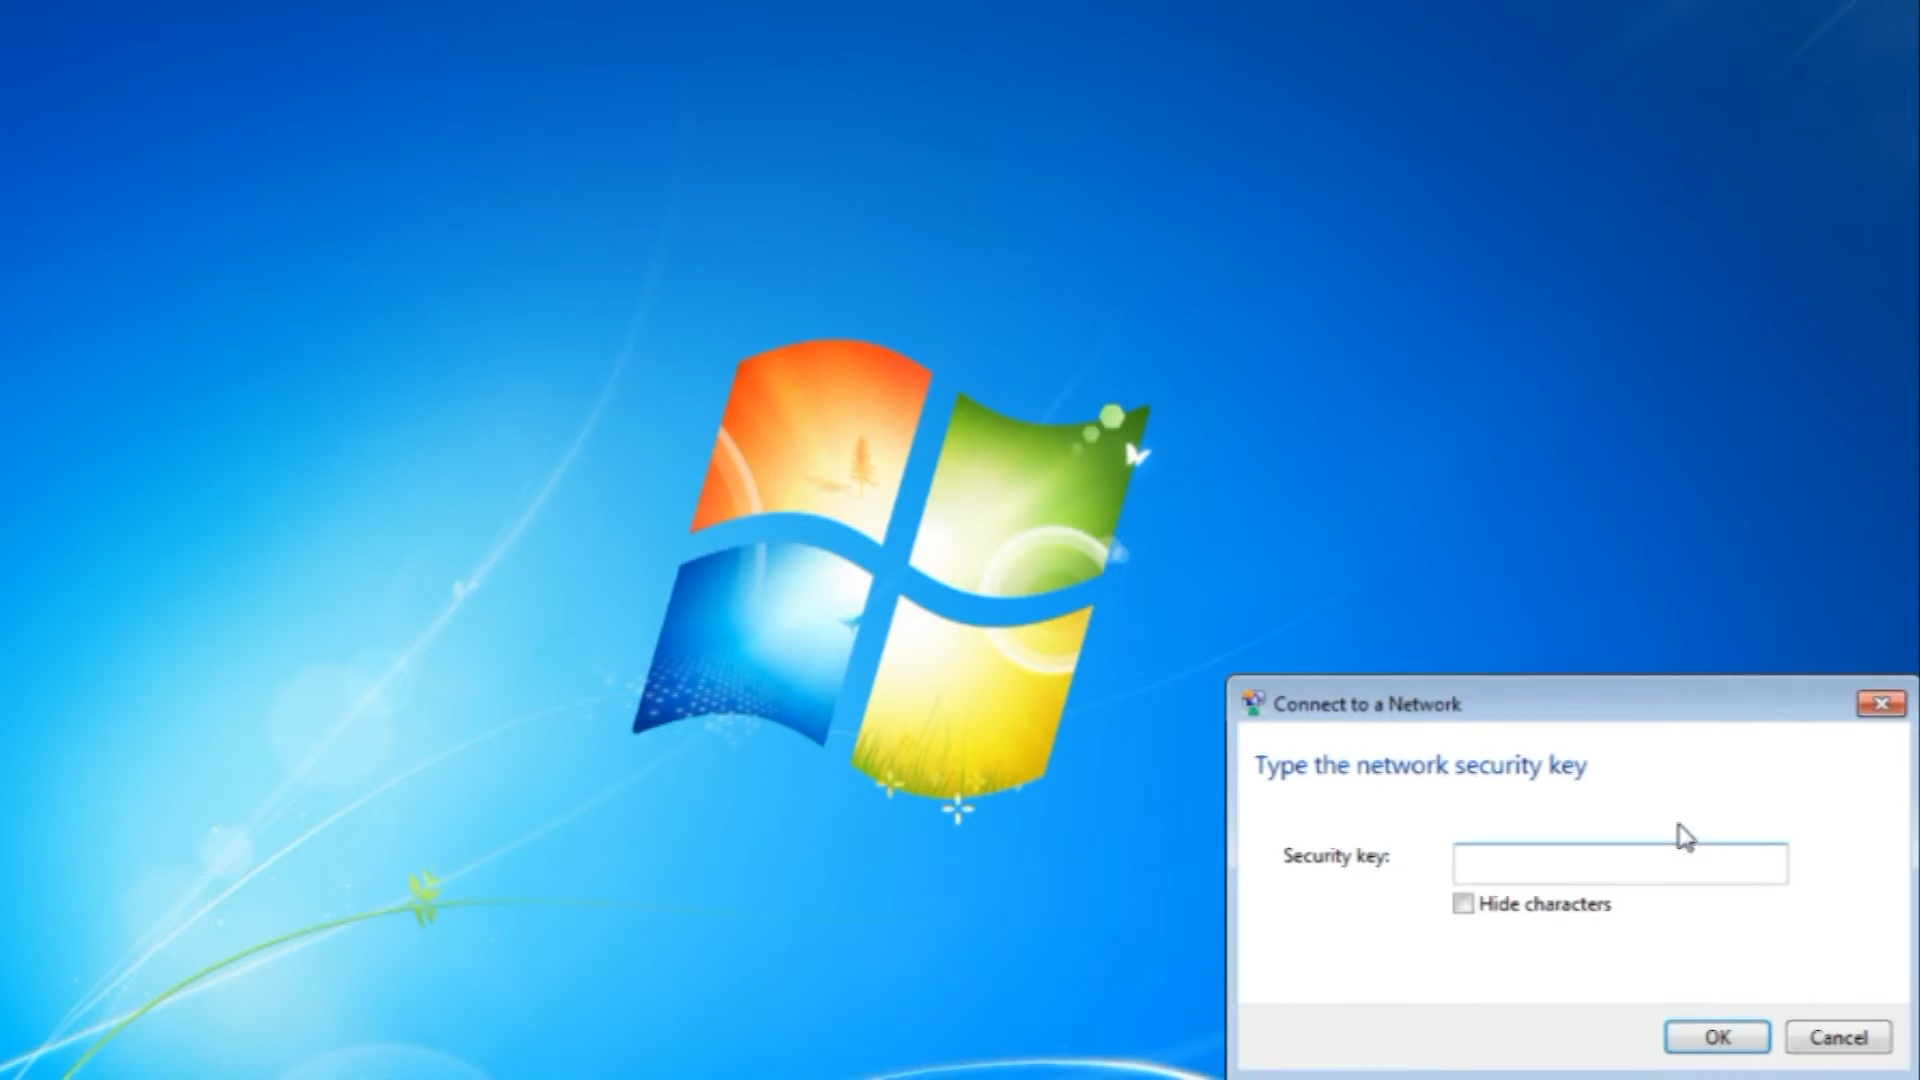 Connect to a Network
Type the network security key
Security key:
Hide characters
OK
Cancel